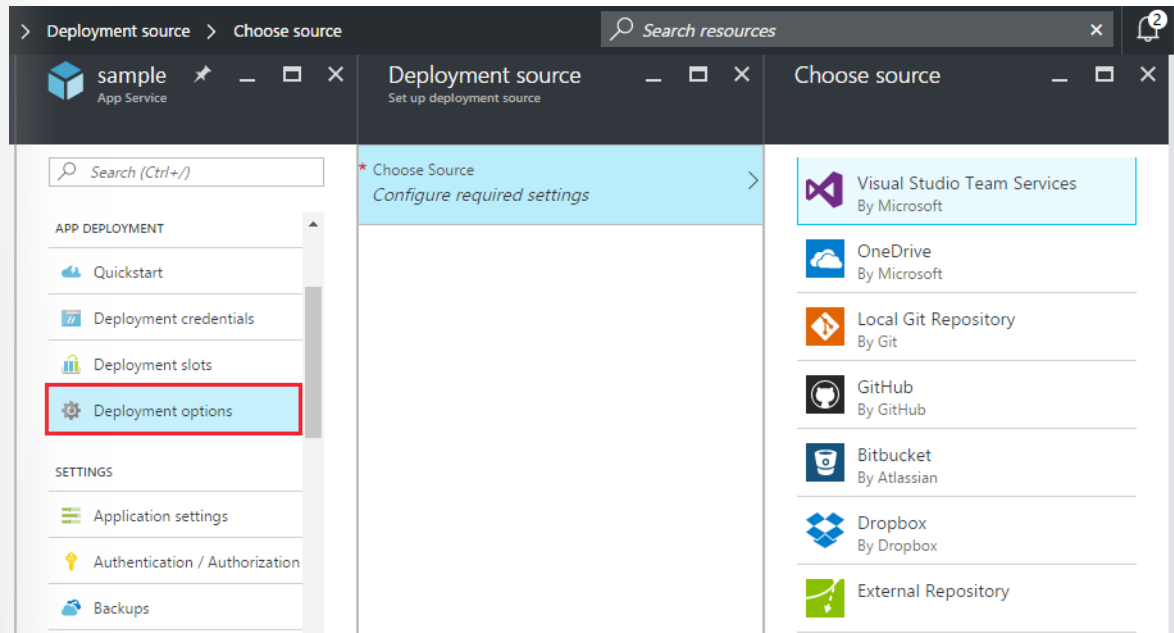 Deployment source
Choose source
Search resources
2
sample
App Service
Deployment source
Set up deployment source
Choose source
Search (Ctrl+/)
APP DEPLOYMENT
Quickstart
Deployment credentials
Deployment slots
Deployment options
SETTINGS
Application settings
Authentication / Authorization
Backups
* Choose Source
Configure required settings
Visual Studio Team Services
By Microsoft
OneDrive
By Microsoft
Local Git Repository
By Git
GitHub
By GitHub
Bitbucket
By Atlassian
Dropbox
By Dropbox
External Repository